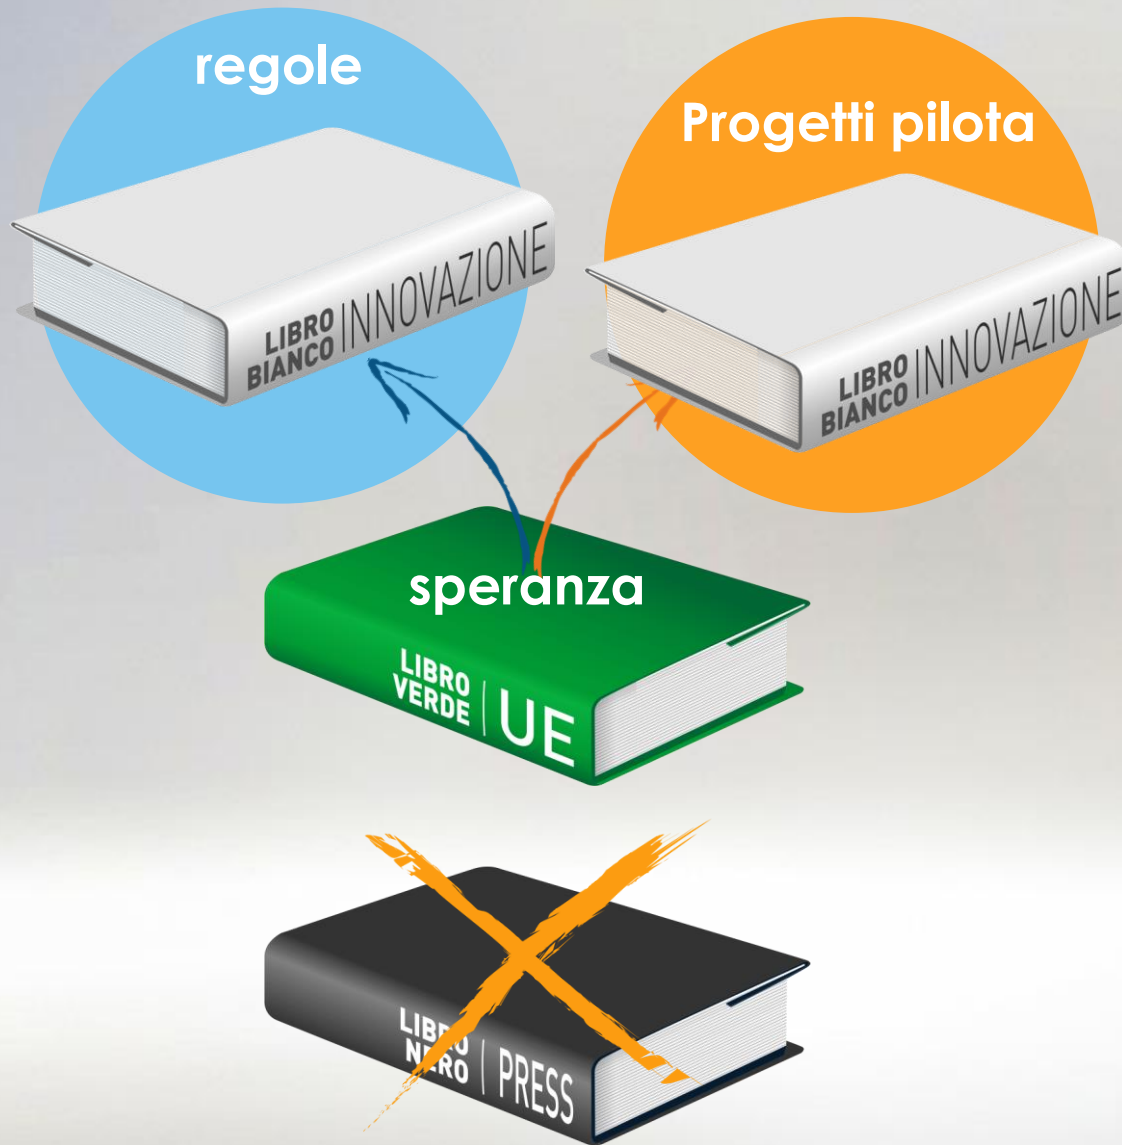 regole
Progetti pilota
LIBRO
BIANCO
INNOVAZIONE
LIBRO
BIANCO
INNOVAZIONE
speranza
LIBRO
VERDE
UE
LIBRO
NERO
PRESS